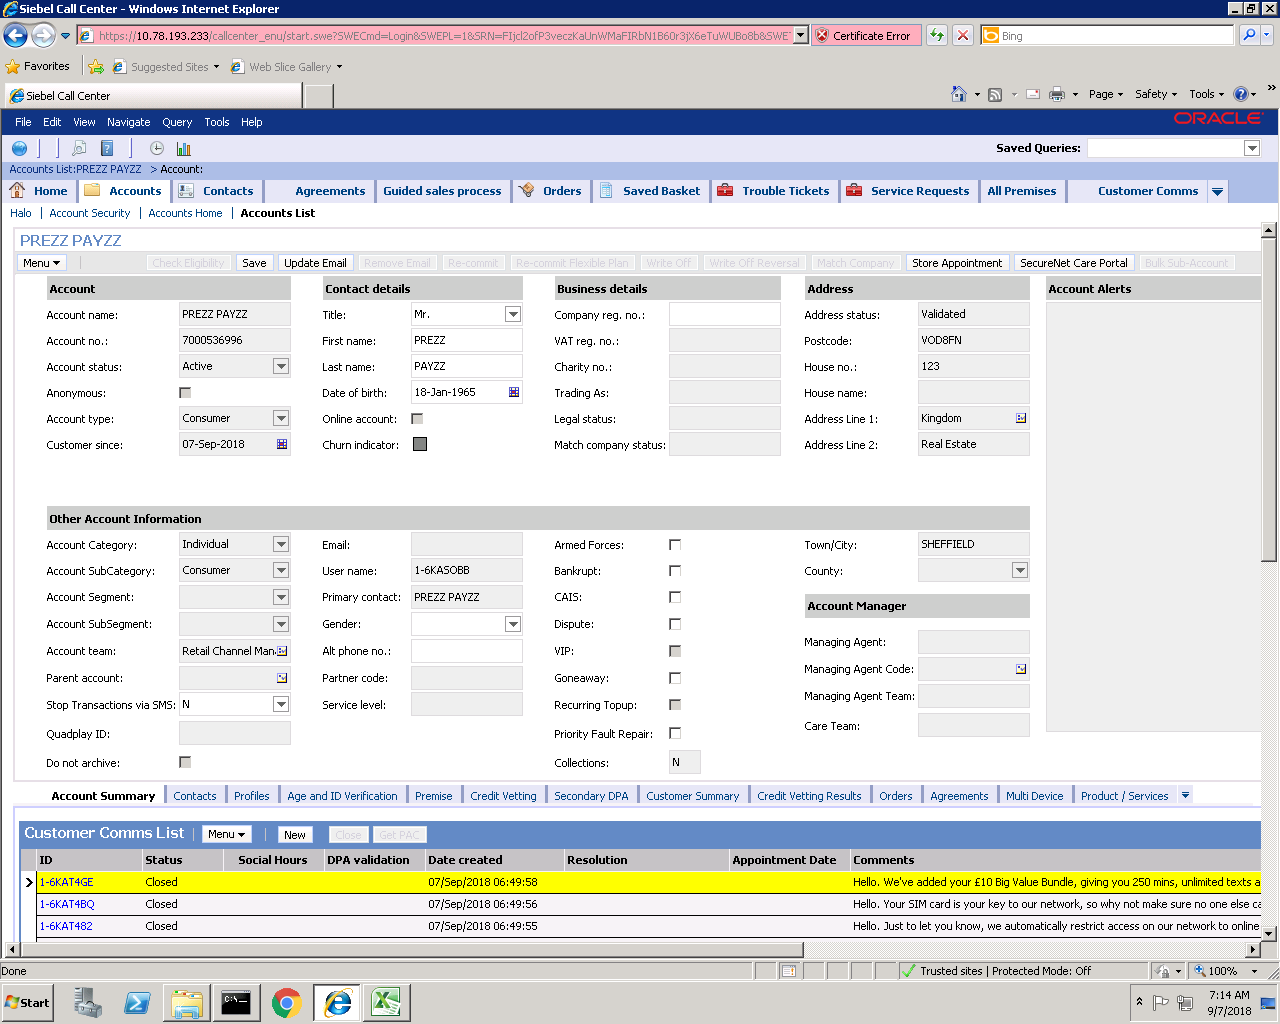 Siebel Call Center - Windows Internet Explorer
https://10.78.193.233/callcenter_enu/start.swe?SWECmd=Login&SWEPL=1&SRN=FIjcl2ofP3veczKaUnWMaFIRbN1B60r3jX6eTuWUBo8b&SWE
Certificate Error
Bing
Favorites Suggested Sites Web Slice Gallery
Siebel Call Center
Page Safety Tools
File Edit View Navigate Query Tools Help
ORACLE
Saved Queries:
Accounts List:PREZZ PAYZZ > Account:
Home Accounts Contacts Agreements Guided sales process Orders Saved Basket Trouble Tickets Service Requests All Premises Customer Comms
Halo Account Security Accounts Home Accounts List
PREZZ PAYZZ
Menu Check Eligibility Save Update Email Remove Email Re-commit Re-commit Flexible Plan Write Off Write Off Reversal Match Company Store Appointment SecureNet Care Portal Bulk Sub-Account
Account Contact details Business details Address Account Alerts
Account name: PREZZ PAYZZ Title: Mr. Company reg. no.: Address status: Validated
Account no.: 7000536996 First name: PREZZ VAT reg. no.: Postcode: VOD8FN
Account status: Active Last name: PAYZZ Charity no.: House no.: 123
Anonymous: Date of birth: 18-Jan-1965 Trading As: House name:
Account type: Consumer Online account: Legal status: Address Line 1: Kingdom
Customer since: 07-Sep-2018 Churn indicator: Match company status: Address Line 2: Real Estate
Other Account Information
Account Category: Individual Email: Armed Forces: Town/City: SHEFFIELD
Account SubCategory: Consumer User name: 1-6KASOBB Bankrupt: County:
Account Segment: Primary contact: PREZZ PAYZZ CAIS: Account Manager
Account SubSegment: Gender: Dispute:
Account team: Retail Channel Man. Alt phone no.: VIP: Managing Agent:
Parent account: Partner code: Goneaway: Managing Agent Code:
Stop Transactions via SMS: N Service level: Recurring Topup: Managing Agent Team:
Quadplay ID: Priority Fault Repair: Care Team:
Do not archive: Collections: N
Account Summary Contacts Profiles Age and ID Verification Premise Credit Vetting Secondary DPA Customer Summary Credit Vetting Results Orders Agreements Multi Device Product / Services
Customer Comms List Menu New Close Get PAC
ID Status Social Hours DPA validation Date created Resolution Appointment Date Comments
1-6KAT4GE Closed 07/Sep/2018 06:49:58 Hello. We've added your £10 Big Value Bundle, giving you 250 mins, unlimited texts a
1-6KAT4BQ Closed 07/Sep/2018 06:49:56 Hello. Your SIM card is your key to our network, so why not make sure no one else ca
1-6KAT482 Closed 07/Sep/2018 06:49:55 Hello. Just to let you know, we automatically restrict access on our network to online
Done Trusted sites | Protected Mode: Off 100%
Start 7:14 AM
9/7/2018